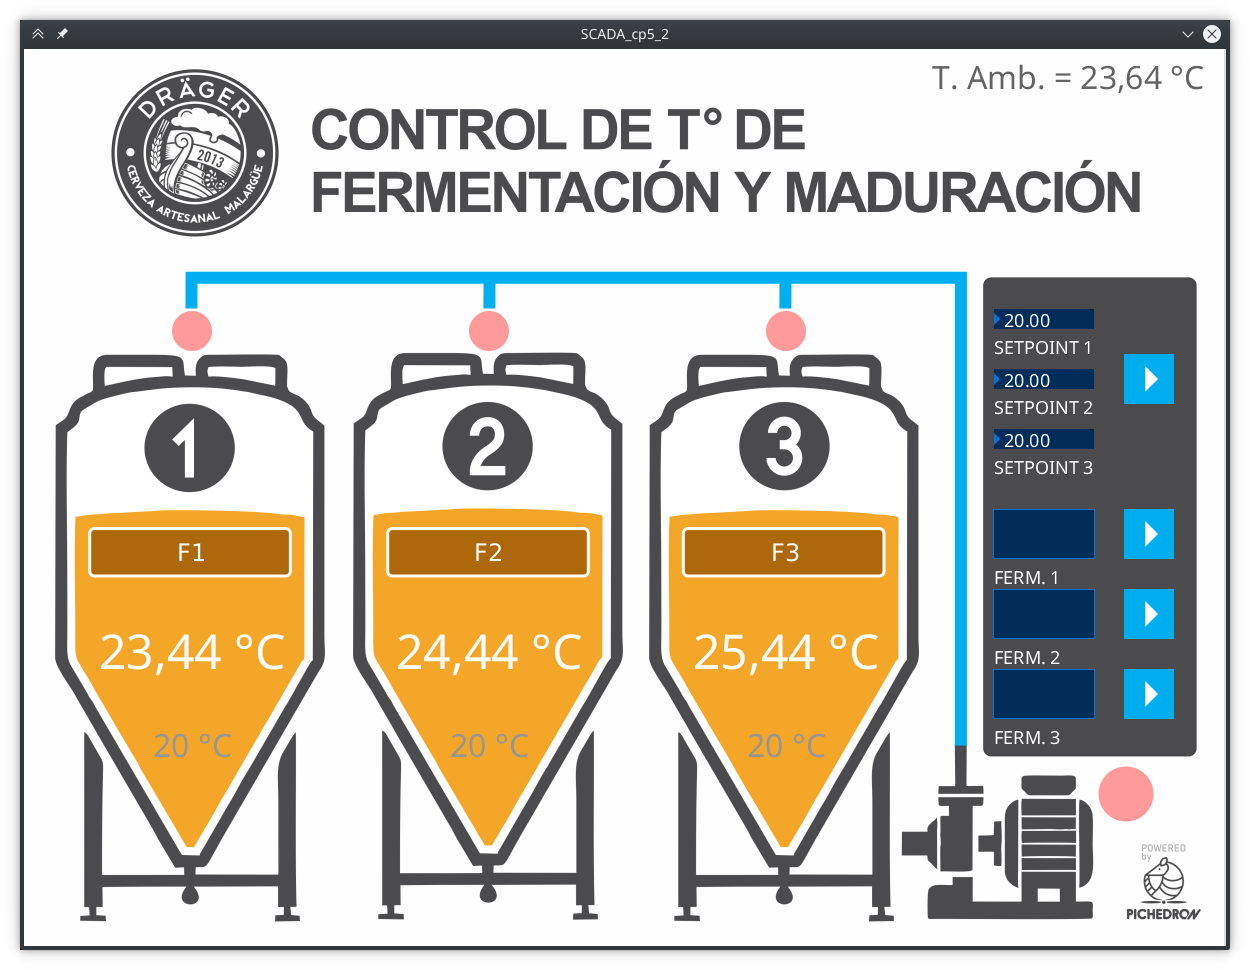 SCADA_cp5_2
T. Amb. = 23,64 °C
DRÄGER
2013
CERVEZA ARTESANAL MALARGÜE
CONTROL DE T° DE
FERMENTACIÓN Y MADURACIÓN
20.00
SETPOINT 1
20.00
SETPOINT 2
20.00
SETPOINT 3
1
2
3
F1
F2
F3
FERM. 1
23,44 °C
24,44 °C
25,44 °C
FERM. 2
20 °C
20 °C
20 °C
FERM. 3
POWERED
by
PICHEDRON